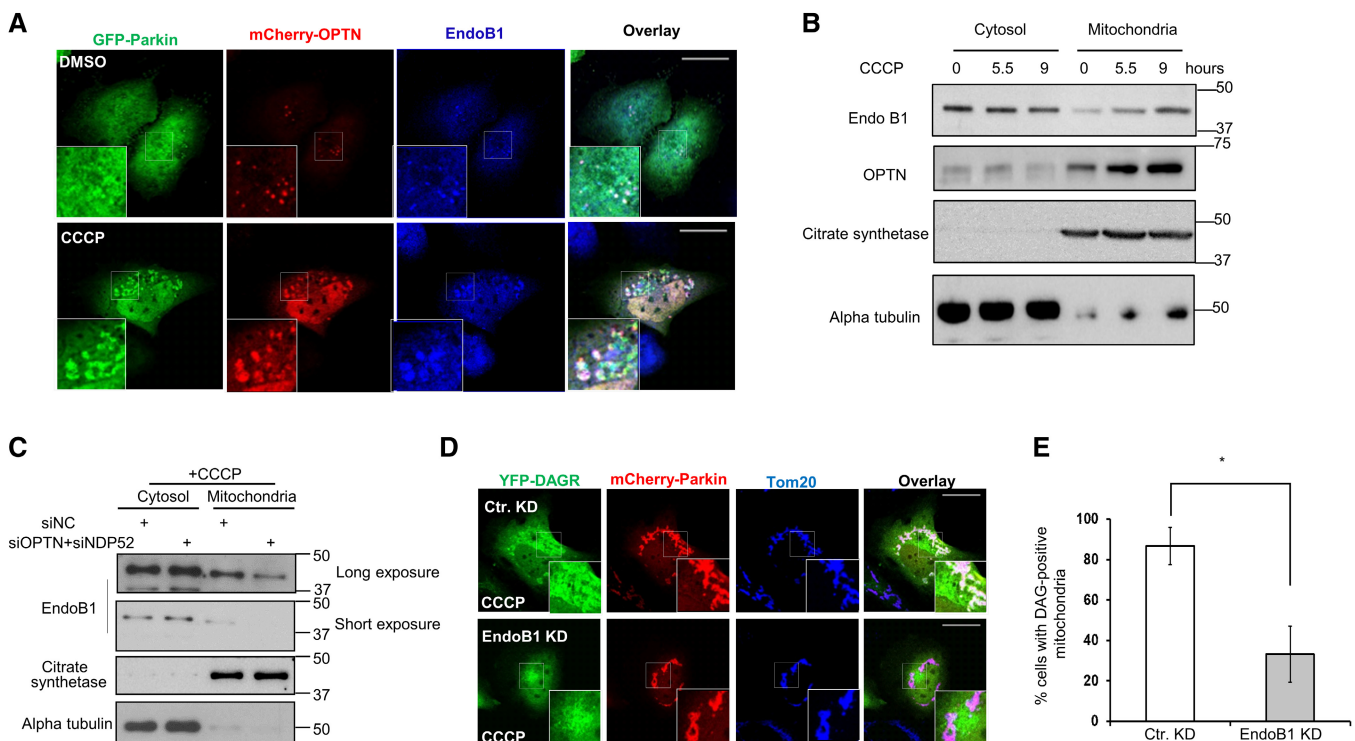 A
GFP-Parkin mCherry-OPTN EndoB1 Overlay
DMSO
CCCP
B
Cytosol Mitochondria
CCCP 0 5.5 9 0 5.5 9 hours
50
Endo B1
37
75
OPTN
50
Citrate synthetase
37
Alpha tubulin 50
C
+CCCP
Cytosol Mitochondria
siNC + +
siOPTN+siNDP52 + +
50
Long exposure
37
EndoB1
50
Short exposure
37
50
Citrate
synthetase
37
Alpha tubulin 50
D
YFP-DAGR mCherry-Parkin Tom20 Overlay
Ctr. KD
CCCP
EndoB1 KD
CCCP
E
*
% cells with DAG-positive
mitochondria
100
80
60
40
20
0
Ctr. KD EndoB1 KD